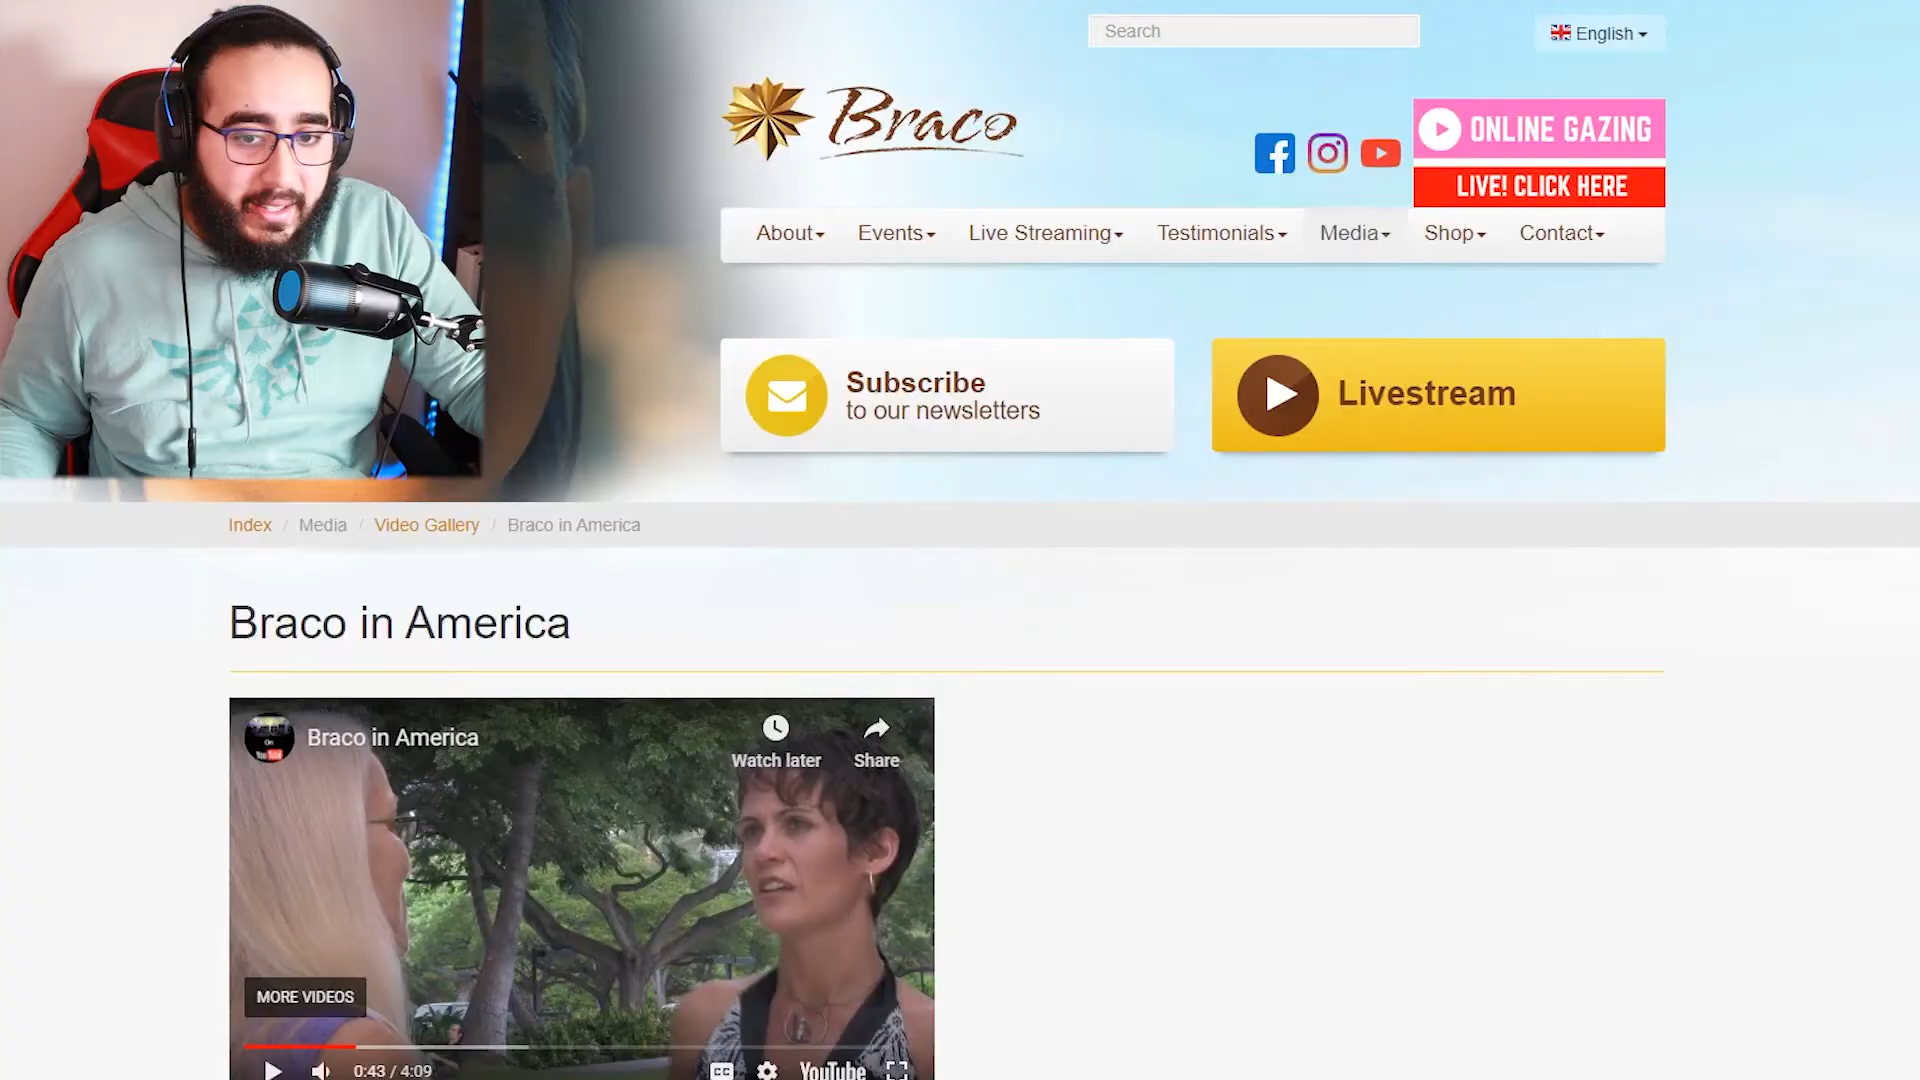 Search
English
Braco
ONLINE GAZING
LIVE! CLICK HERE
About
Events
Live Streaming
Testimonials
Media
Shop
Contact
Subscribe
to our newsletters
Livestream
Index / Media / Video Gallery / Braco in America
Braco in America
Braco in America
Watch later
Share
MORE VIDEOS
0:43 / 4:09
CC
YouTube